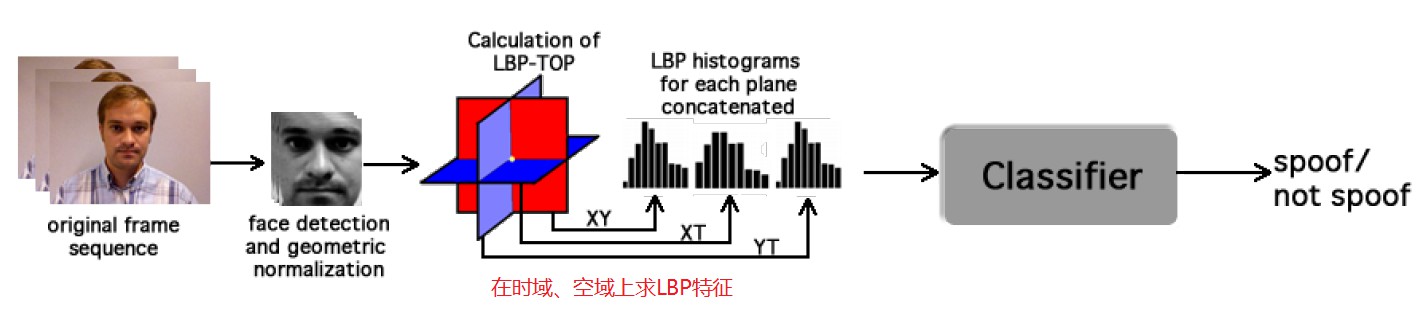 original frame
sequence
face detection
and geometric
normalization
Calculation of
LBP-TOP
LBP histograms
for each plane
concatenated
XY
XT
YT
在时域、空域上求LBP特征
Classifier
spoof/
not spoof